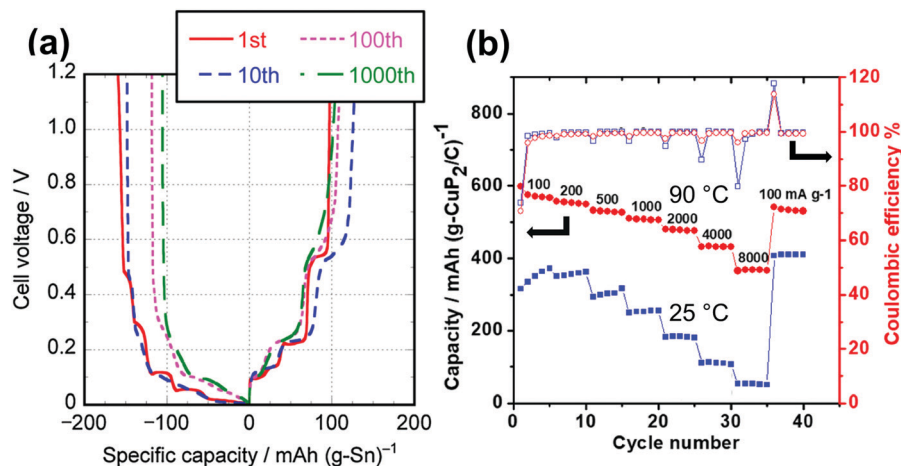 (a)
1st
100th
10th
1000th
1.2
1.0
0.8
0.6
0.4
0.2
0
Cell voltage / V
−200
−100
0
100
200
Specific capacity / mAh (g-Sn)⁻¹
(b)
800
600
400
200
0
Capacity / mAh (g-CuP₂/C)⁻¹
120
100
80
60
40
20
0
Coulombic efficiency %
90 °C
100
200
500
1000
2000
4000
8000
100 mA g-1
25 °C
0
10
20
30
40
Cycle number